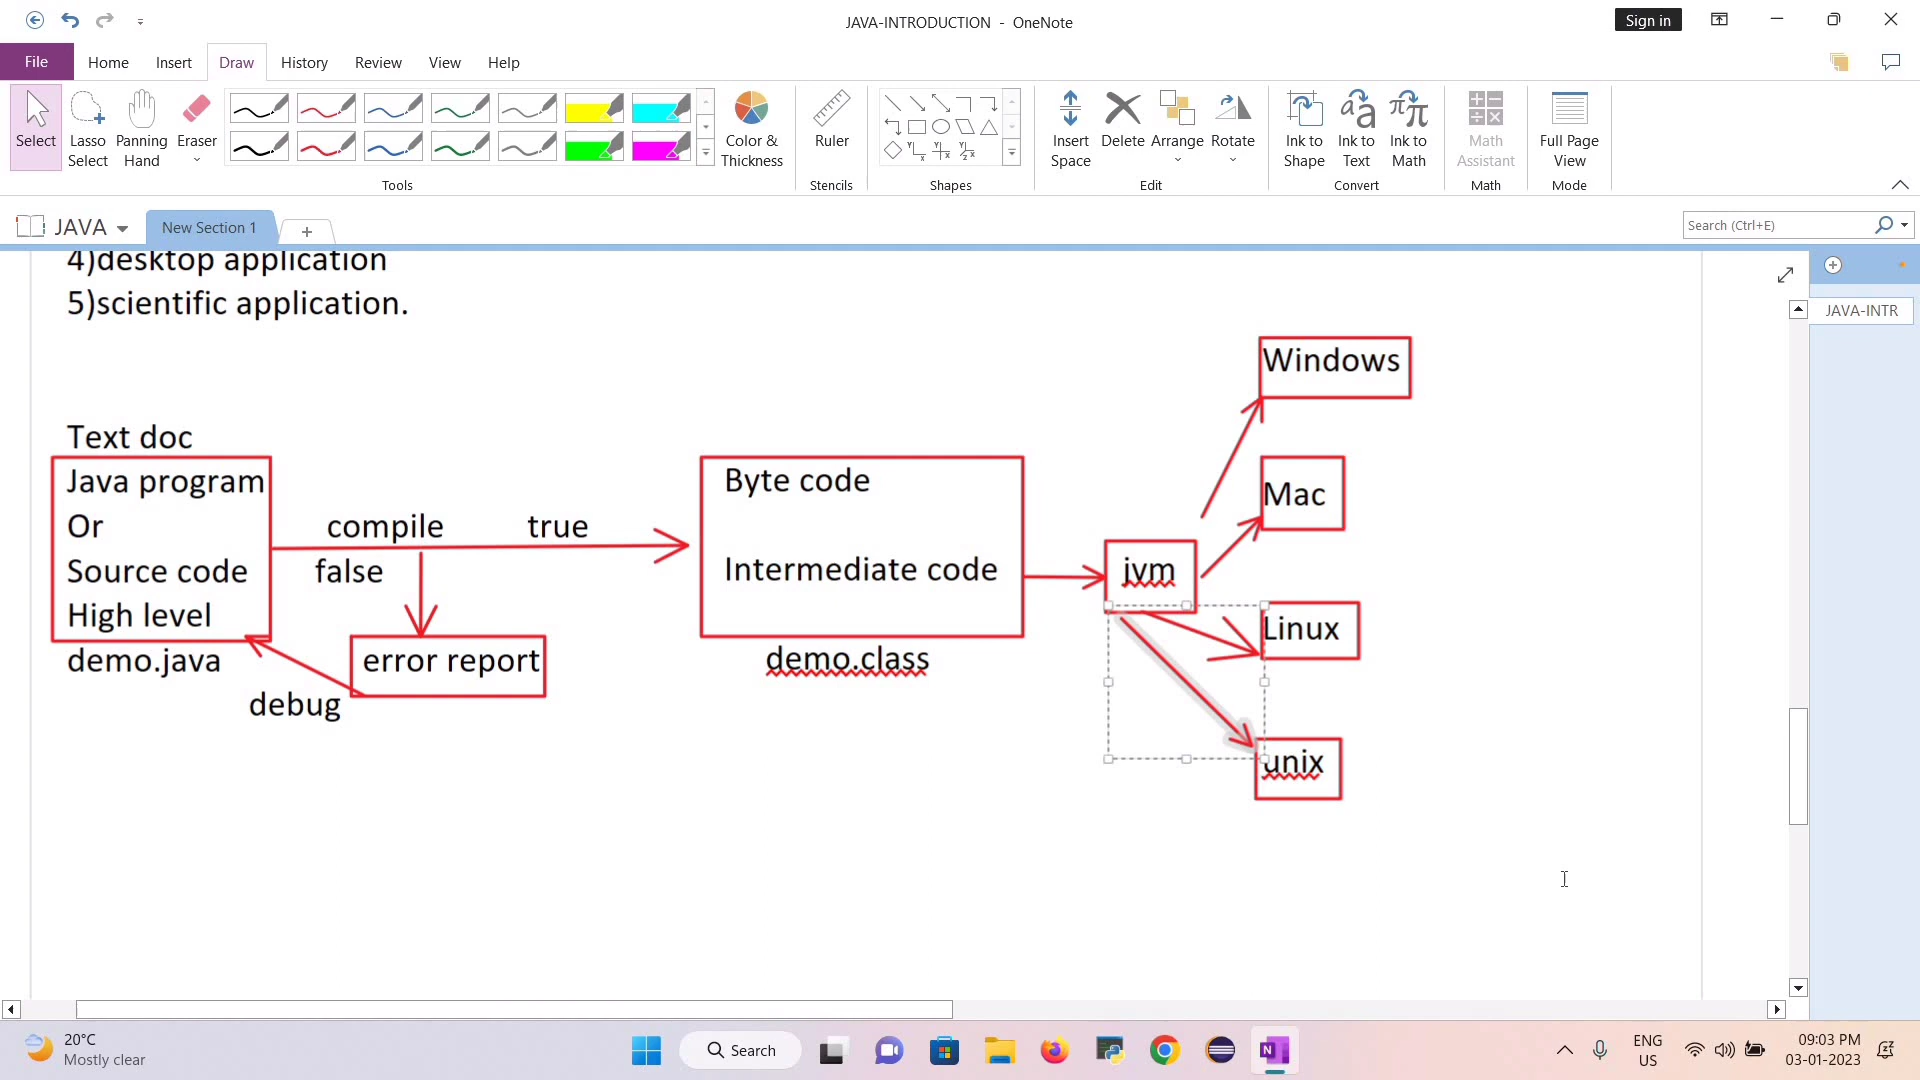 JAVA-INTRODUCTION - OneNote
Sign in
File Home Insert Draw History Review View Help
Select
Lasso Select
Panning Hand
Eraser
Color & Thickness
Ruler
Insert Space
Delete
Arrange
Rotate
Ink to Shape
Ink to Text
Ink to Math
Math Assistant
Full Page View
Tools
Stencils
Shapes
Edit
Convert
Math
Mode
JAVA
New Section 1
Search (Ctrl+E)
JAVA-INTR
4)desktop application
5)scientific application.
Windows
Text doc
Java program
Or
Source code
High level
demo.java
compile true
false
error report
debug
Byte code
Intermediate code
demo.class
jvm
Mac
Linux
unix
20°C
Mostly clear
Search
ENG
US
09:03 PM
03-01-2023